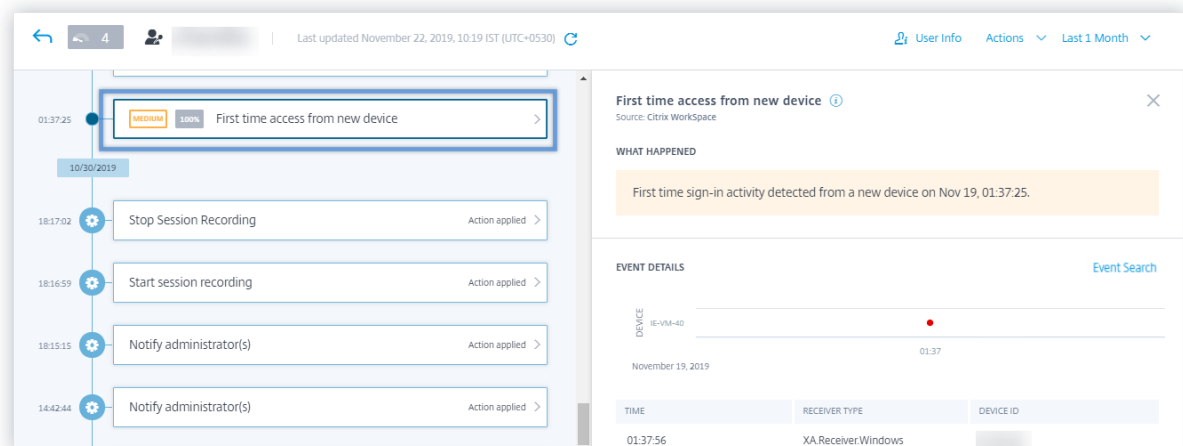 4
Last updated November 22, 2019, 10:19 IST (UTC+0530)
User Info
Actions
Last 1 Month
01:37:25
MEDIUM
100%
First time access from new device
10/30/2019
18:17:02
Stop Session Recording
Action applied
18:16:59
Start session recording
Action applied
18:15:15
Notify administrator(s)
Action applied
14:42:44
Notify administrator(s)
Action applied
First time access from new device
Source: Citrix WorkSpace
WHAT HAPPENED
First time sign-in activity detected from a new device on Nov 19, 01:37:25.
EVENT DETAILS
Event Search
DEVICE
IE-VM-40
01:37
November 19, 2019
TIME
RECEIVER TYPE
DEVICE ID
01:37:56
XA.Receiver.Windows